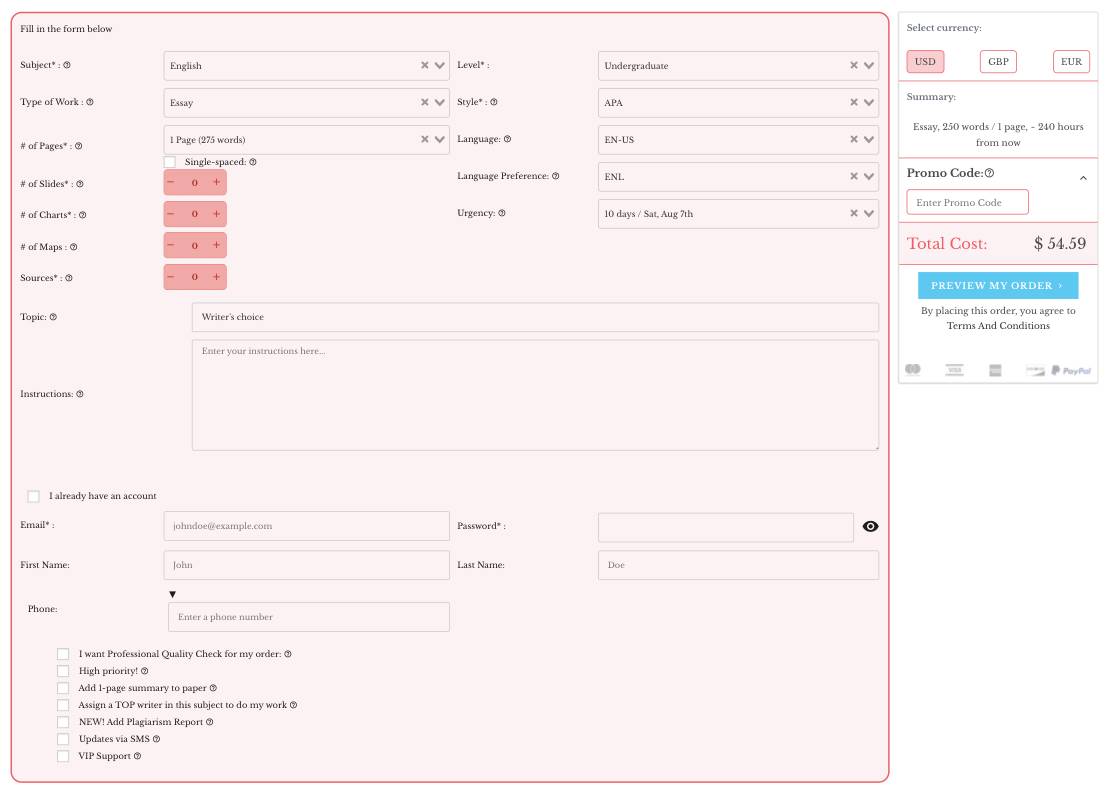 Fill in the form below
Subject* :
English
Level* :
Undergraduate
Type of Work :
Essay
Style* :
APA
# of Pages* :
1 Page (275 words)
Single-spaced:
Language:
EN-US
# of Slides* :
− 0 +
Language Preference:
ENL
# of Charts* :
− 0 +
Urgency:
10 days / Sat, Aug 7th
# of Maps :
− 0 +
Sources* :
− 0 +
Topic:
Writer's choice
Instructions:
Enter your instructions here...
I already have an account
Email* :
johndoe@example.com
Password* :
First Name:
John
Last Name:
Doe
Phone:
Enter a phone number
I want Professional Quality Check for my order:
High priority!
Add 1-page summary to paper
Assign a TOP writer in this subject to do my work
NEW! Add Plagiarism Report
Updates via SMS
VIP Support
Select currency:
USD GBP EUR
Summary:
Essay, 250 words / 1 page, ~ 240 hours
from now
Promo Code:
Enter Promo Code
Total Cost: $ 54.59
PREVIEW MY ORDER ›
By placing this order, you agree to
Terms And Conditions
VISA
PayPal